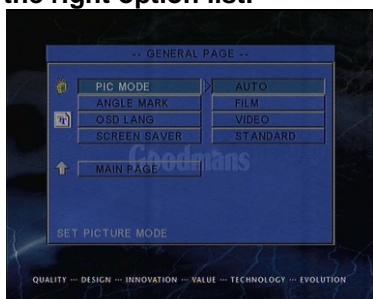 the right option list.
-- GENERAL PAGE --
PIC MODE AUTO
ANGLE MARK FILM
OSD LANG VIDEO
SCREEN SAVER STANDARD
Goodmans
MAIN PAGE
SET PICTURE MODE
QUALITY ··· DESIGN ··· INNOVATION ··· VALUE ··· TECHNOLOGY ··· EVOLUTION